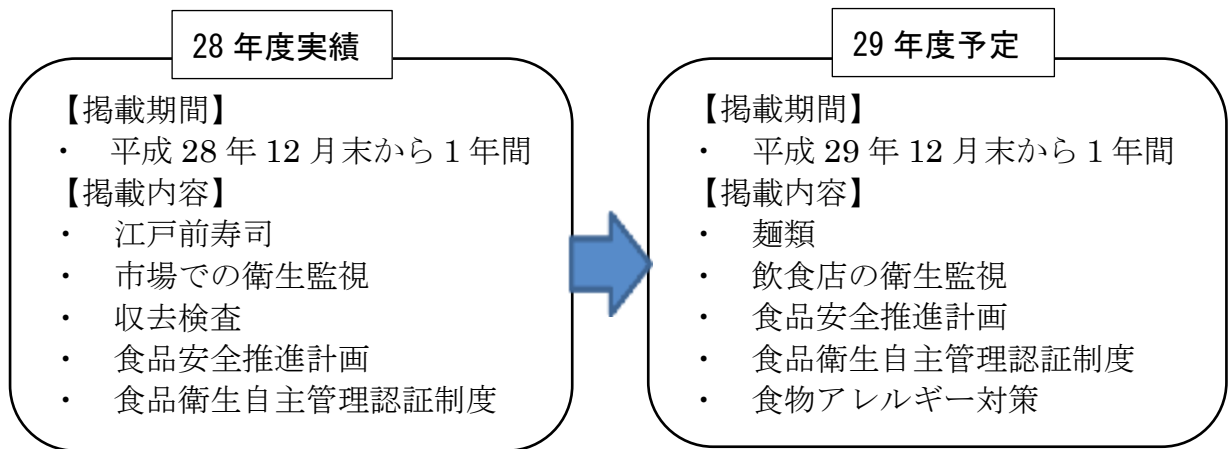 28 年度実績
【掲載期間】
・ 平成 28 年 12 月末から 1 年間
【掲載内容】
・ 江戸前寿司
・ 市場での衛生監視
・ 収去検査
・ 食品安全推進計画
・ 食品衛生自主管理認証制度
29 年度予定
【掲載期間】
・ 平成 29 年 12 月末から 1 年間
【掲載内容】
・ 麺類
・ 飲食店の衛生監視
・ 食品安全推進計画
・ 食品衛生自主管理認証制度
・ 食物アレルギー対策